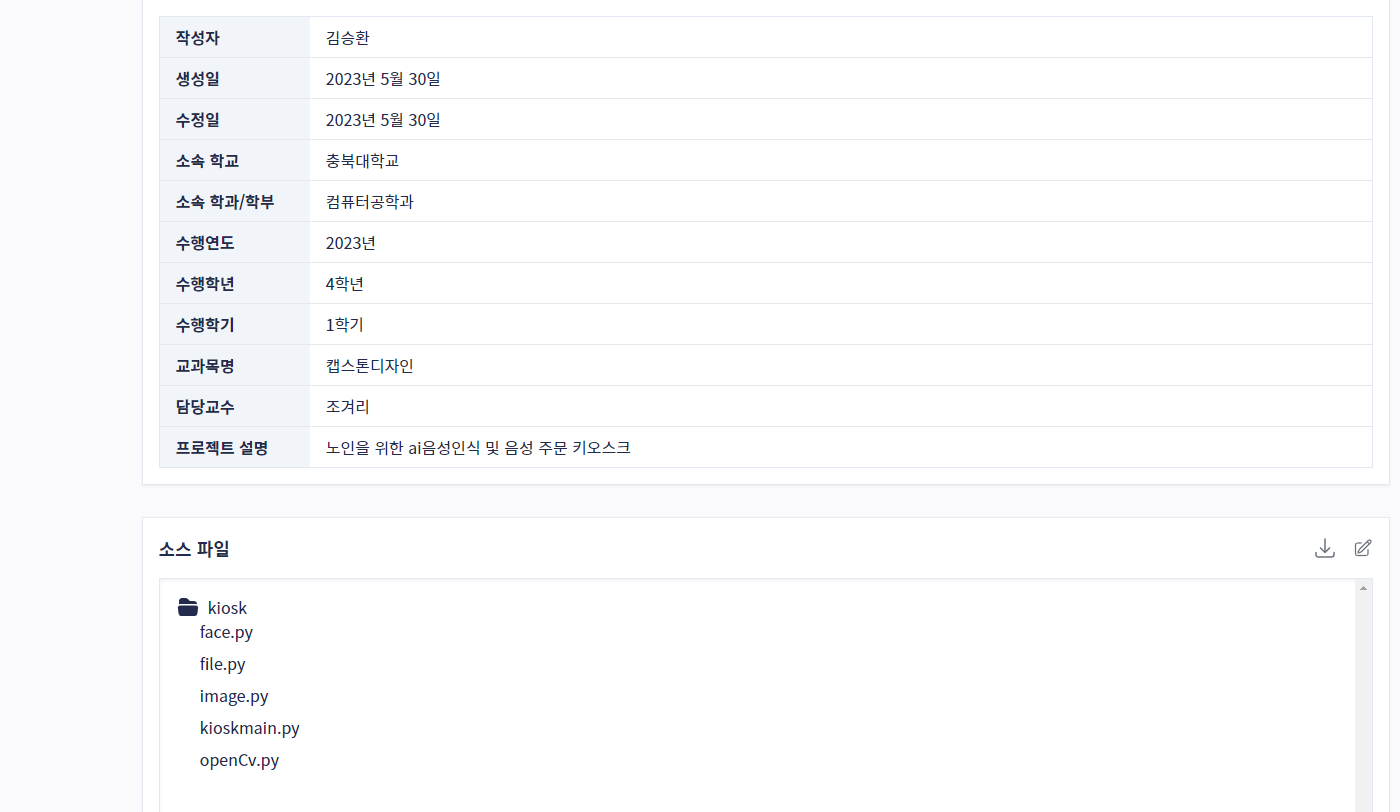 작성자 김승환
생성일 2023년 5월 30일
수정일 2023년 5월 30일
소속 학교 충북대학교
소속 학과/학부 컴퓨터공학과
수행연도 2023년
수행학년 4학년
수행학기 1학기
교과목명 캡스톤디자인
담당교수 조겨리
프로젝트 설명 노인을 위한 ai음성인식 및 음성 주문 키오스크
소스 파일
kiosk
face.py
file.py
image.py
kioskmain.py
openCv.py